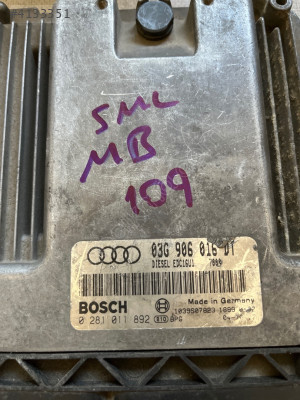 SML
MB
109
03G 906 016 DT
DIESEL EDC16U1
BOSCH
Made in Germany
0 281 011 892